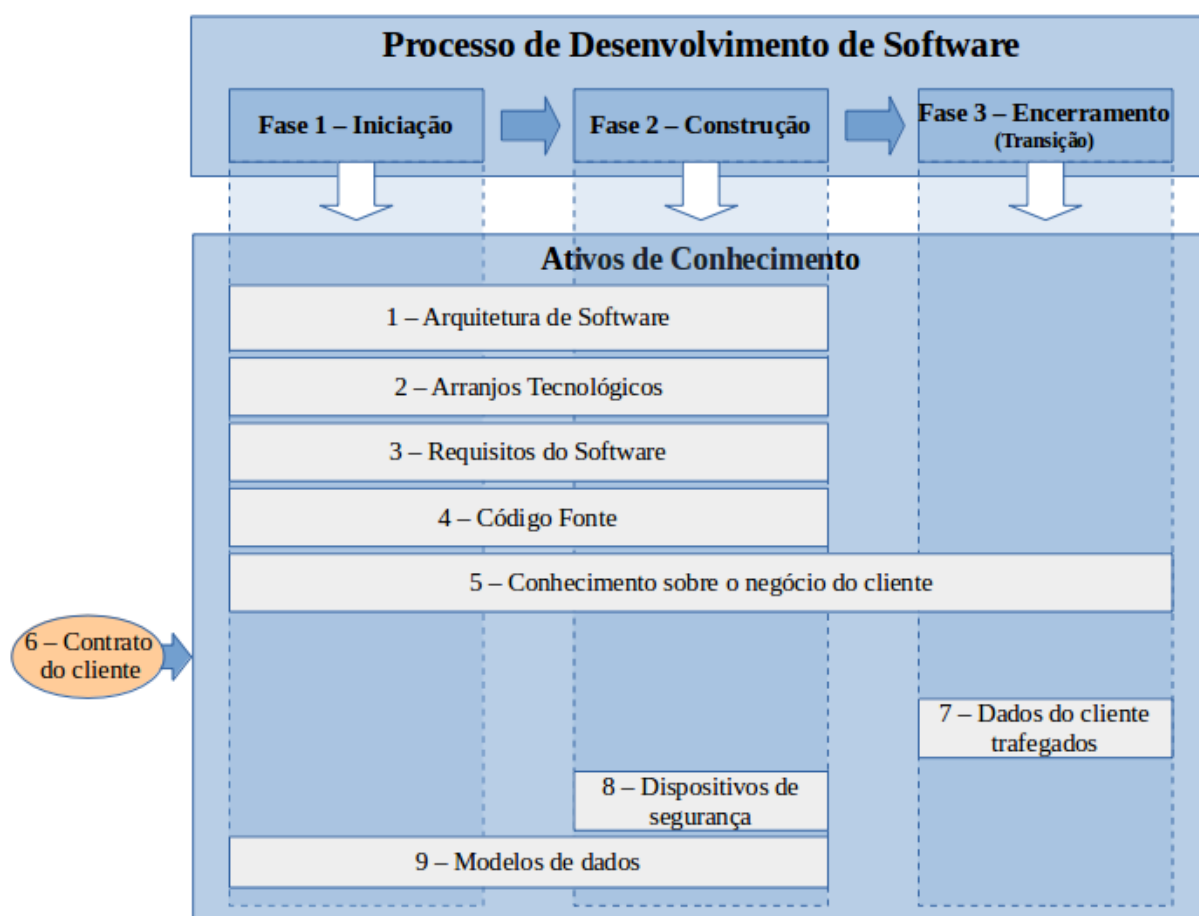 Processo de Desenvolvimento de Software
Fase 1 – Iniciação
Fase 2 – Construção
Fase 3 – Encerramento
(Transição)
Ativos de Conhecimento
1 – Arquitetura de Software
2 – Arranjos Tecnológicos
3 – Requisitos do Software
4 – Código Fonte
5 – Conhecimento sobre o negócio do cliente
6 – Contrato
do cliente
7 – Dados do cliente
trafegados
8 – Dispositivos de
segurança
9 – Modelos de dados